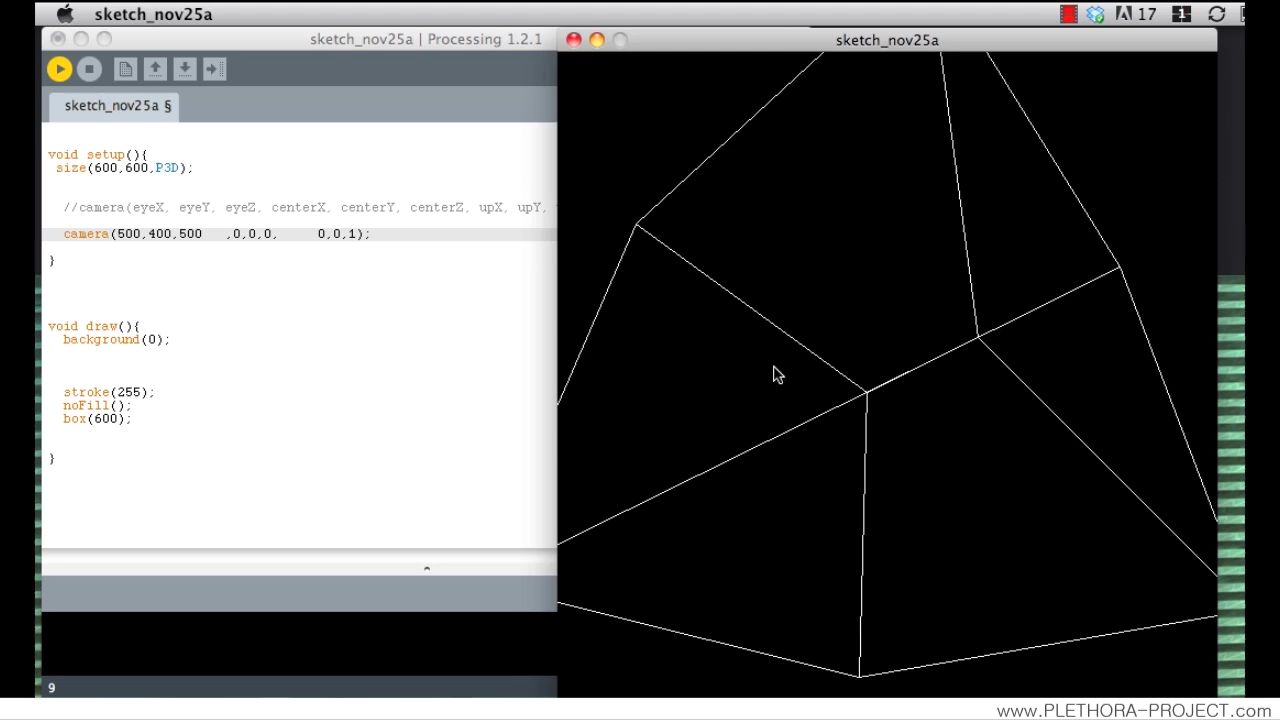 sketch_nov25a
17
1
sketch_nov25a | Processing 1.2.1
sketch_nov25a
sketch_nov25a §
void setup(){
size(600,600,P3D);
//camera(eyeX, eyeY, eyeZ, centerX, centerY, centerZ, upX, upY,
camera(500,400,500 ,0,0,0, 0,0,1);
}
void draw(){
background(0);
stroke(255);
noFill();
box(600);
}
9
www.PLETHORA-PROJECT.com